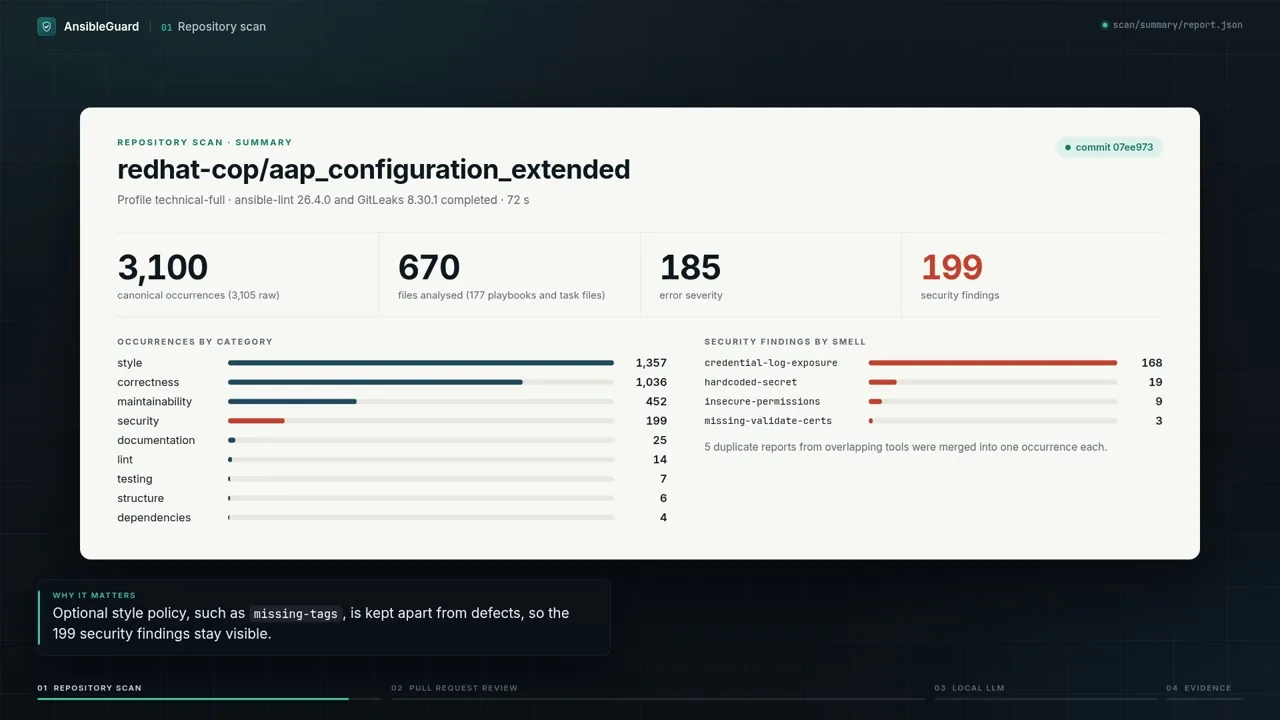 AnsibleGuard
01 Repository scan
scan/summary/report.json
REPOSITORY SCAN · SUMMARY
commit 07ee973
redhat-cop/aap_configuration_extended
Profile technical-full · ansible-lint 26.4.0 and GitLeaks 8.30.1 completed · 72 s
3,100
canonical occurrences (3,105 raw)
670
files analysed (177 playbooks and task files)
185
error severity
199
security findings
OCCURRENCES BY CATEGORY
style 1,357
correctness 1,036
maintainability 452
security 199
documentation 25
lint 14
testing 7
structure 6
dependencies 4
SECURITY FINDINGS BY SMELL
credential-log-exposure 168
hardcoded-secret 19
insecure-permissions 9
missing-validate-certs 3
5 duplicate reports from overlapping tools were merged into one occurrence each.
WHY IT MATTERS
Optional style policy, such as missing-tags, is kept apart from defects, so the
199 security findings stay visible.
01 REPOSITORY SCAN
02 PULL REQUEST REVIEW
03 LOCAL LLM
04 EVIDENCE